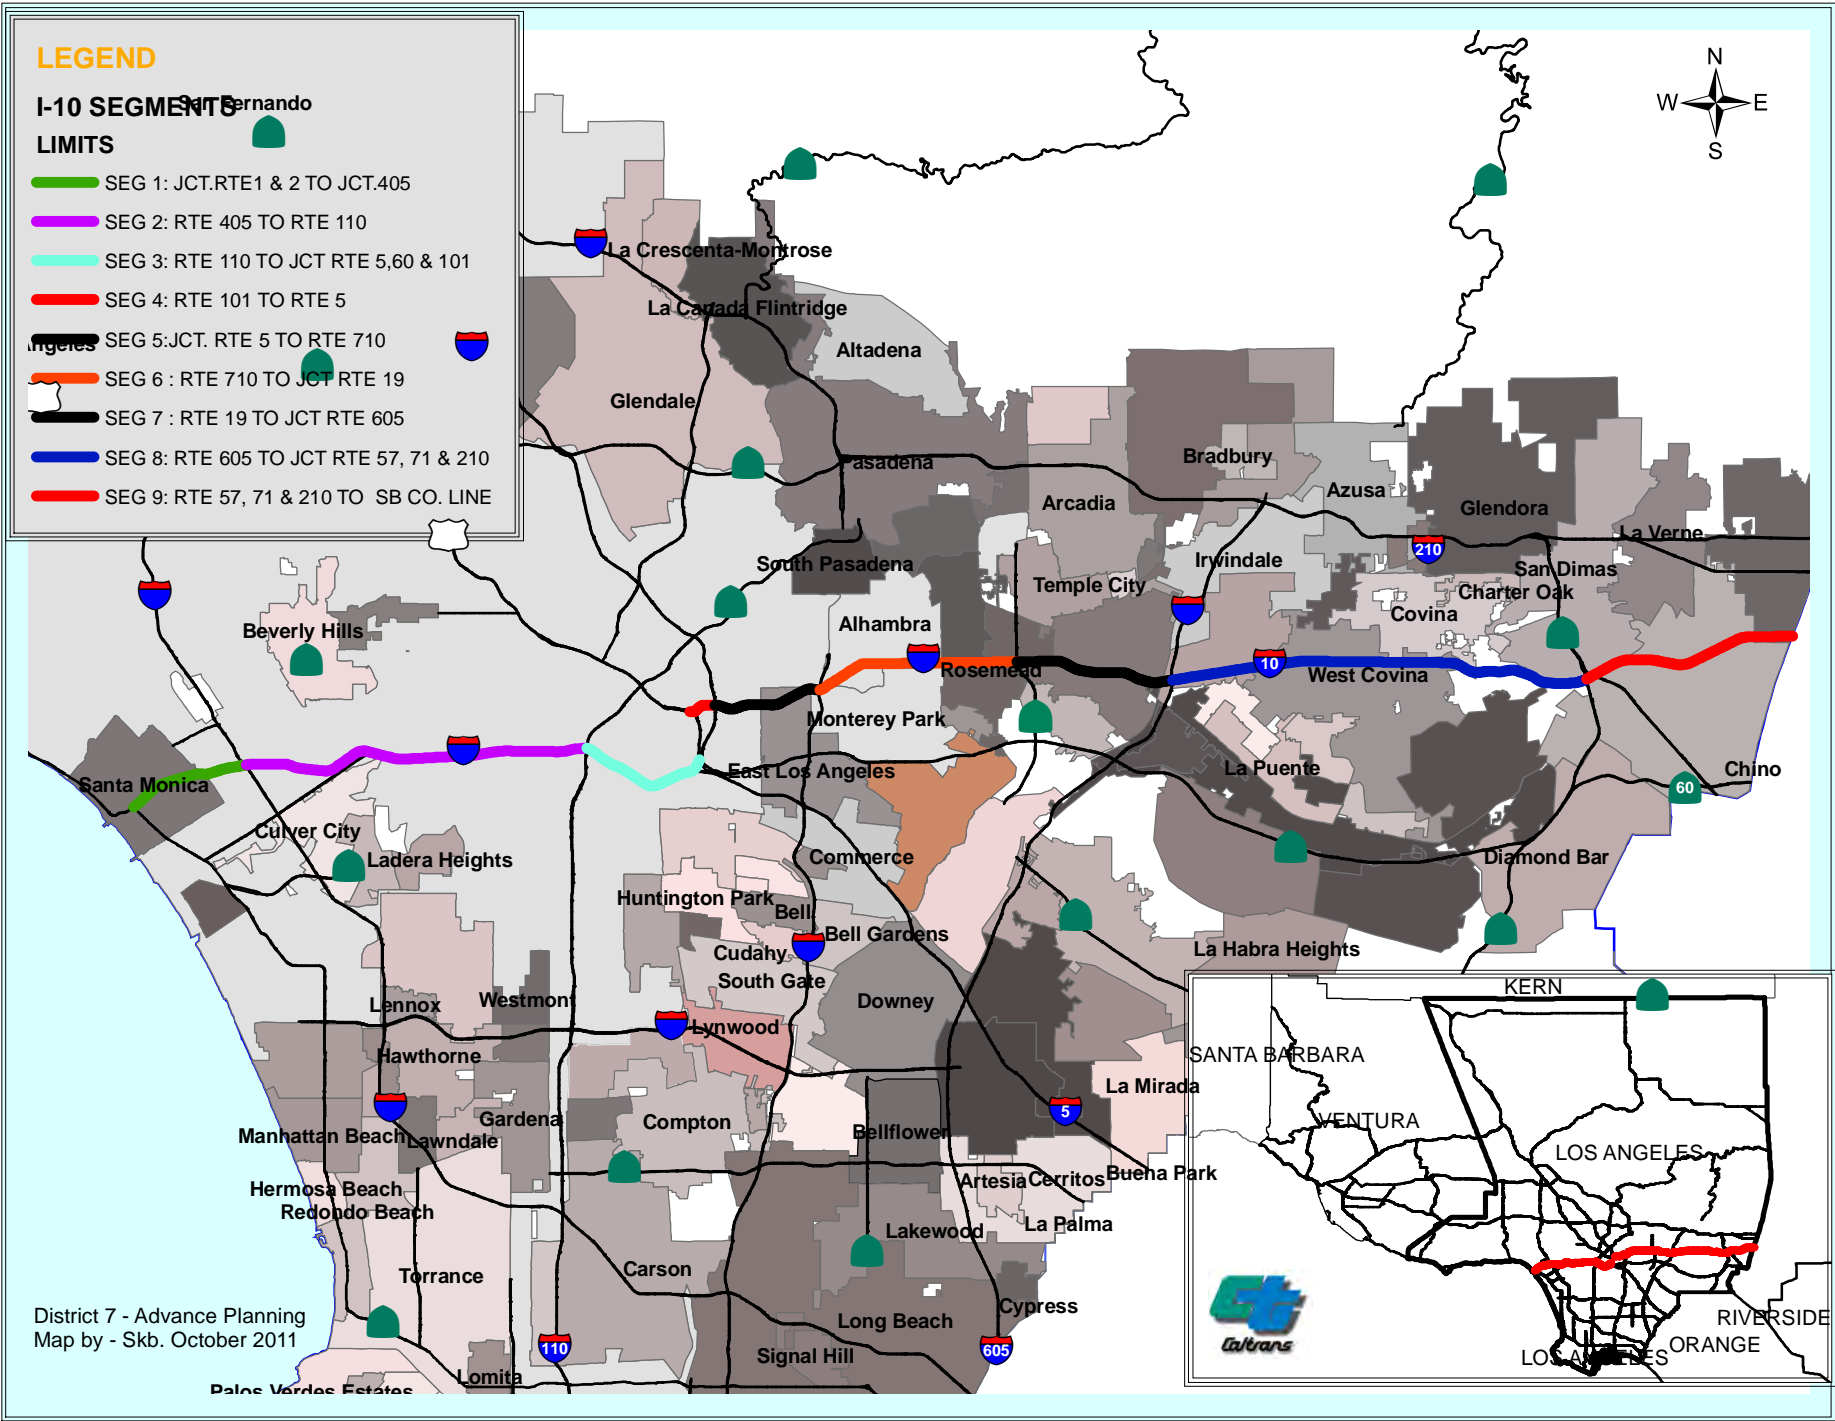 LEGEND
I-10 SEGMENTS
San Fernando
LIMITS
SEG 1: JCT.RTE1 & 2 TO JCT.405
SEG 2: RTE 405 TO RTE 110
SEG 3: RTE 110 TO JCT RTE 5,60 & 101
SEG 4: RTE 101 TO RTE 5
SEG 5:JCT. RTE 5 TO RTE 710
Angeles
SEG 6 : RTE 710 TO JCT RTE 19
SEG 7 : RTE 19 TO JCT RTE 605
SEG 8: RTE 605 TO JCT RTE 57, 71 & 210
SEG 9: RTE 57, 71 & 210 TO SB CO. LINE
N
W
E
S
La Crescenta-Montrose
La Canada Flintridge
Altadena
Glendale
Pasadena
Bradbury
Arcadia
Azusa
Glendora
La Verne
210
South Pasadena
Irwindale
San Dimas
Temple City
Charter Oak
Covina
Alhambra
Beverly Hills
10
Rosemead
West Covina
Monterey Park
Santa Monica
East Los Angeles
La Puente
Chino
60
Culver City
Ladera Heights
Commerce
Diamond Bar
Huntington Park
Bell
Bell Gardens
Cudahy
La Habra Heights
South Gate
Lennox
Westmont
Downey
Lynwood
Hawthorne
La Mirada
5
Gardena
Compton
Manhattan Beach
Lawndale
Bellflower
Hermosa Beach
Artesia
Cerritos
Buena Park
Redondo Beach
La Palma
Lakewood
Torrance
Carson
Cypress
Long Beach
District 7 - Advance Planning
Map by - Skb. October 2011
110
605
Signal Hill
Lomita
Palos Verdes Estates
KERN
SANTA BARBARA
VENTURA
LOS ANGELES
RIVERSIDE
ORANGE
LOS ANGELES
Ct
Caltrans